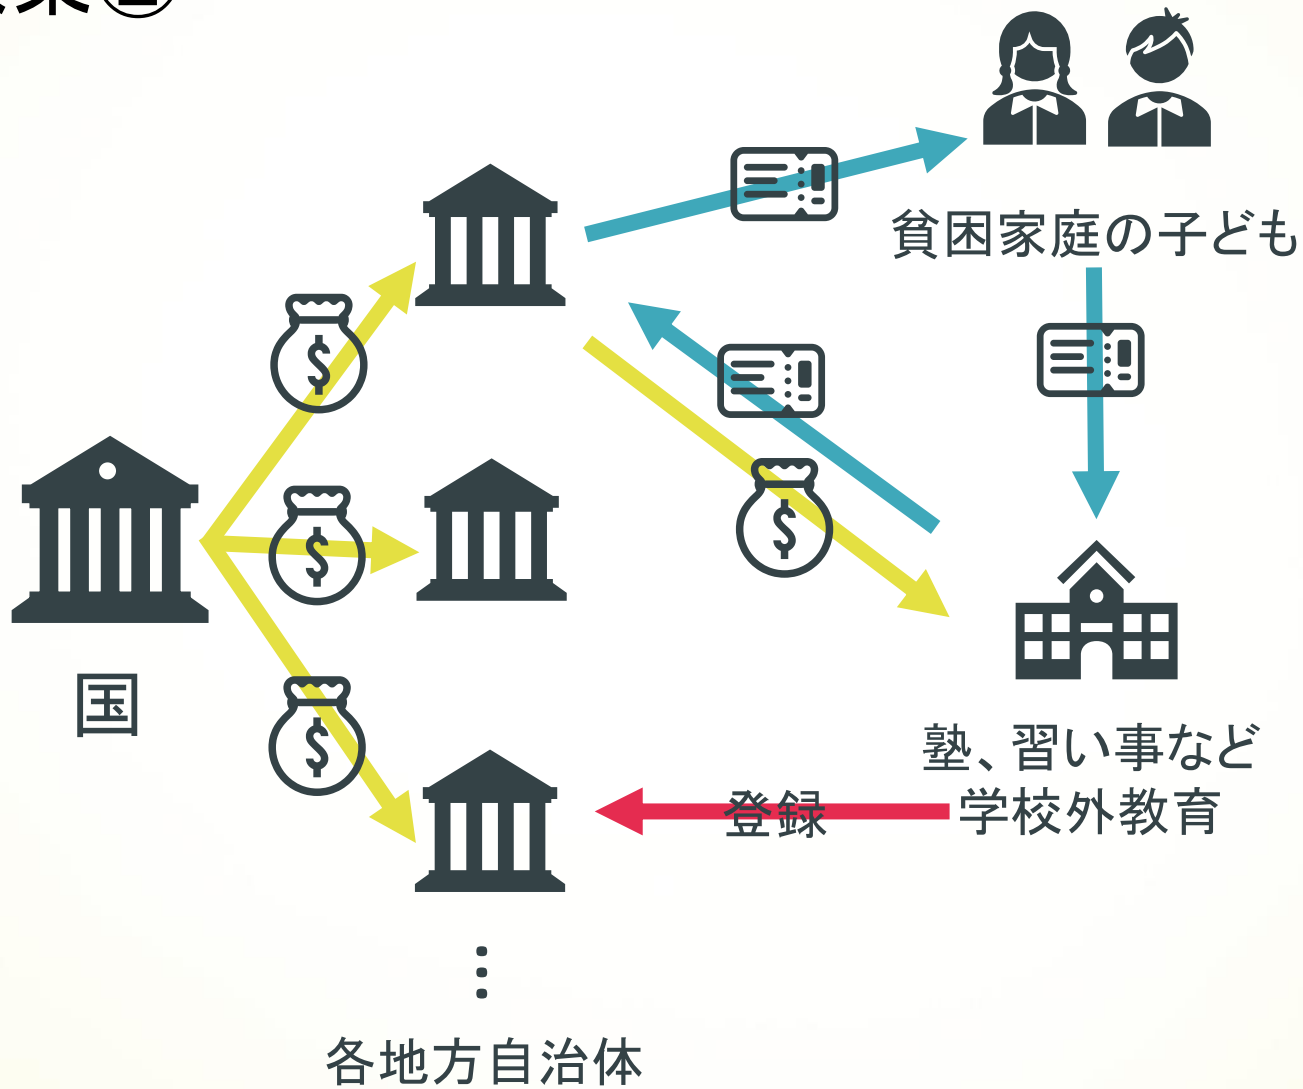 貧困家庭の子ども
国
塾、習い事など
学校外教育
登録
各地方自治体